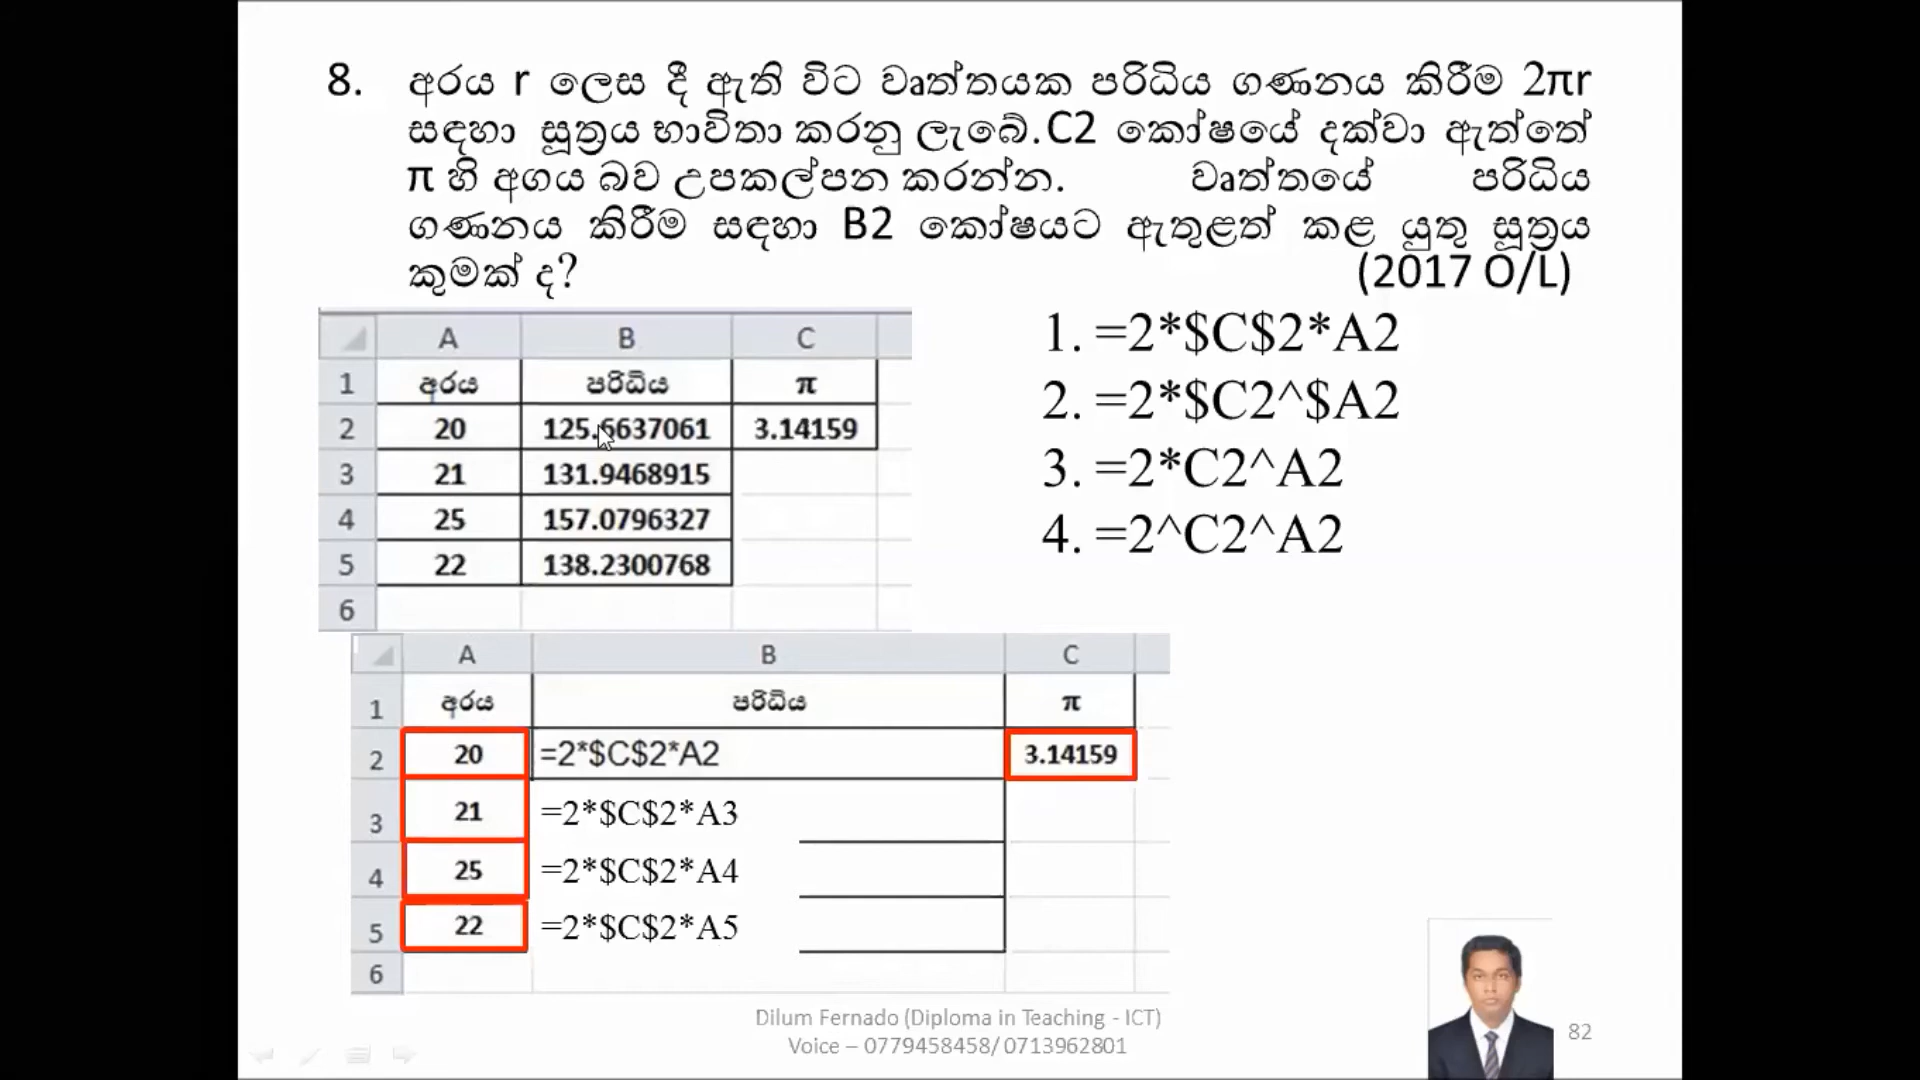 8. අරය r ලෙස දී ඇති විට වෘත්තයක පරිධිය ගණනය කිරීම 2πr
සඳහා සූත්‍රය භාවිතා කරනු ලැබේ.C2 කෝෂයේ දක්වා ඇත්තේ
π හි අගය බව උපකල්පන කරන්න. වෘත්තයේ පරිධිය
ගණනය කිරීම සඳහා B2 කෝෂයට ඇතුළත් කළ යුතු සූත්‍රය
කුමක් ද? (2017 O/L)
1. =2*$C$2*A2
2. =2*$C2^$A2
3. =2*C2^A2
4. =2^C2^A2
A B C
1 අරය පරිධිය π
2 20 125.6637061 3.14159
3 21 131.9468915
4 25 157.0796327
5 22 138.2300768
6
A B C
1 අරය පරිධිය π
2 20 =2*$C$2*A2 3.14159
3 21 =2*$C$2*A3
4 25 =2*$C$2*A4
5 22 =2*$C$2*A5
6
Dilum Fernado (Diploma in Teaching - ICT)
Voice – 0779458458/ 0713962801
82